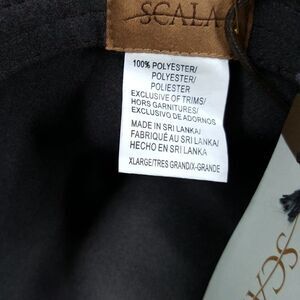 SCALA
100% POLYESTER/
POLYESTER/
POLIESTER
EXCLUSIVE OF TRIMS/
HORS GARNITURES/
EXCLUSIVO DE ADORNOS
MADE IN SRI LANKA/
FABRIQUÉ AU SRI LANKA/
HECHO EN SRI LANKA
XLARGE/TRES GRAND/X-GRANDE
SCA